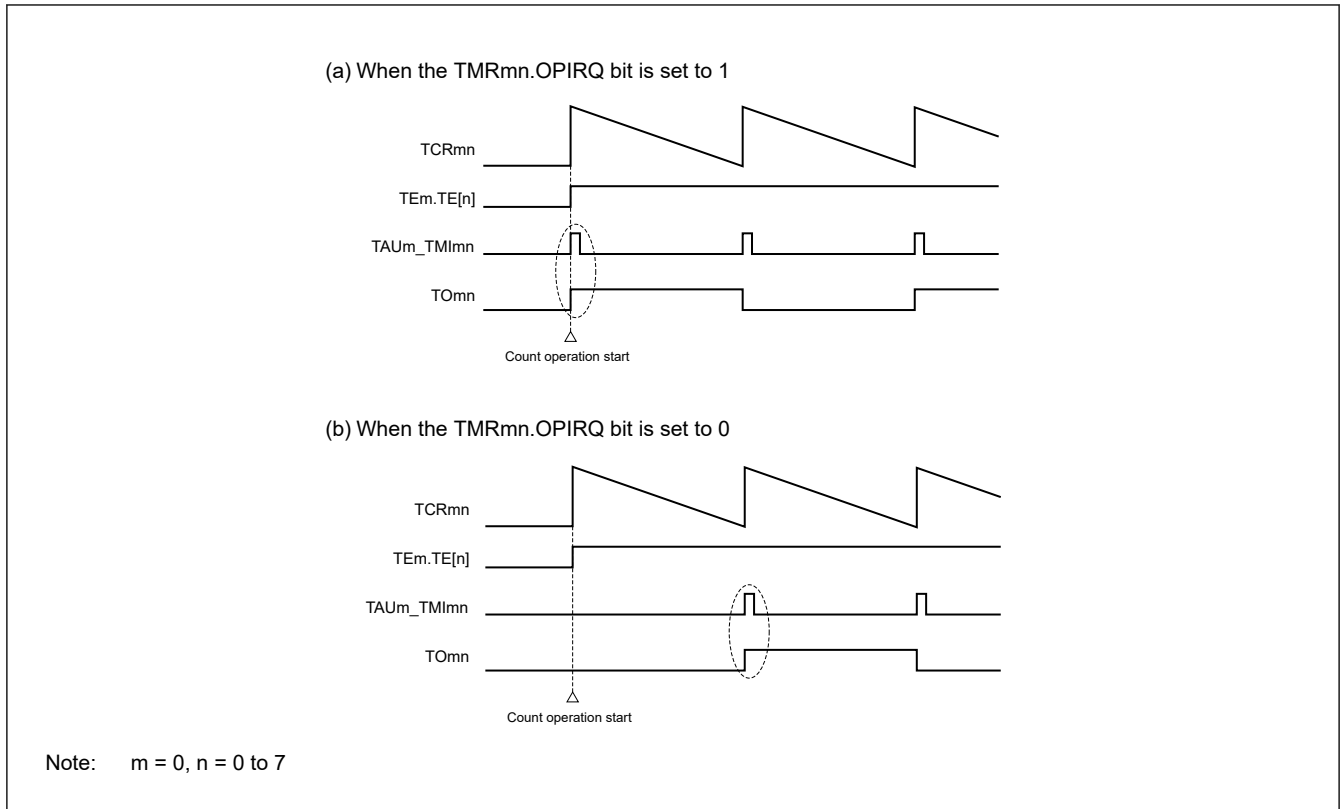 (a) When the TMRmn.OPIRQ bit is set to 1
TCRmn
TEm.TE[n]
TAUm_TMImn
TOmn
Count operation start
(b) When the TMRmn.OPIRQ bit is set to 0
TCRmn
TEm.TE[n]
TAUm_TMImn
TOmn
Count operation start
Note: m = 0, n = 0 to 7